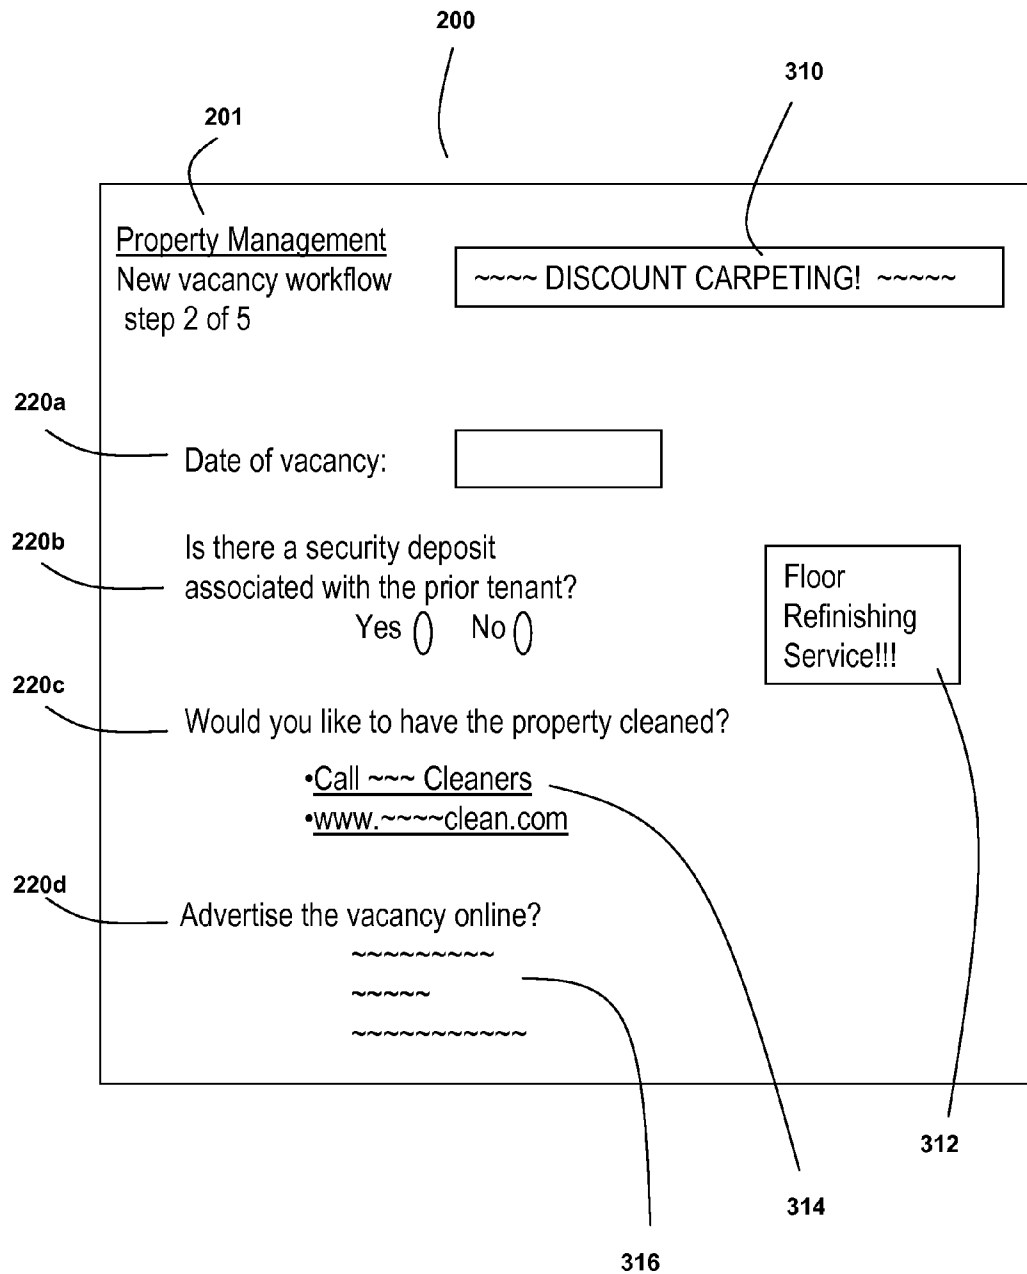 200
310
201
Property Management
New vacancy workflow
step 2 of 5
~~~~ DISCOUNT CARPETING! ~~~~~
220a
Date of vacancy:
220b
Is there a security deposit
associated with the prior tenant?
Yes No
Floor
Refinishing
Service!!!
220c
Would you like to have the property cleaned?
•Call ~~~ Cleaners
•www.~~~~clean.com
220d
Advertise the vacancy online?
~~~~~~~~~
~~~~~
~~~~~~~~~~~
312
314
316